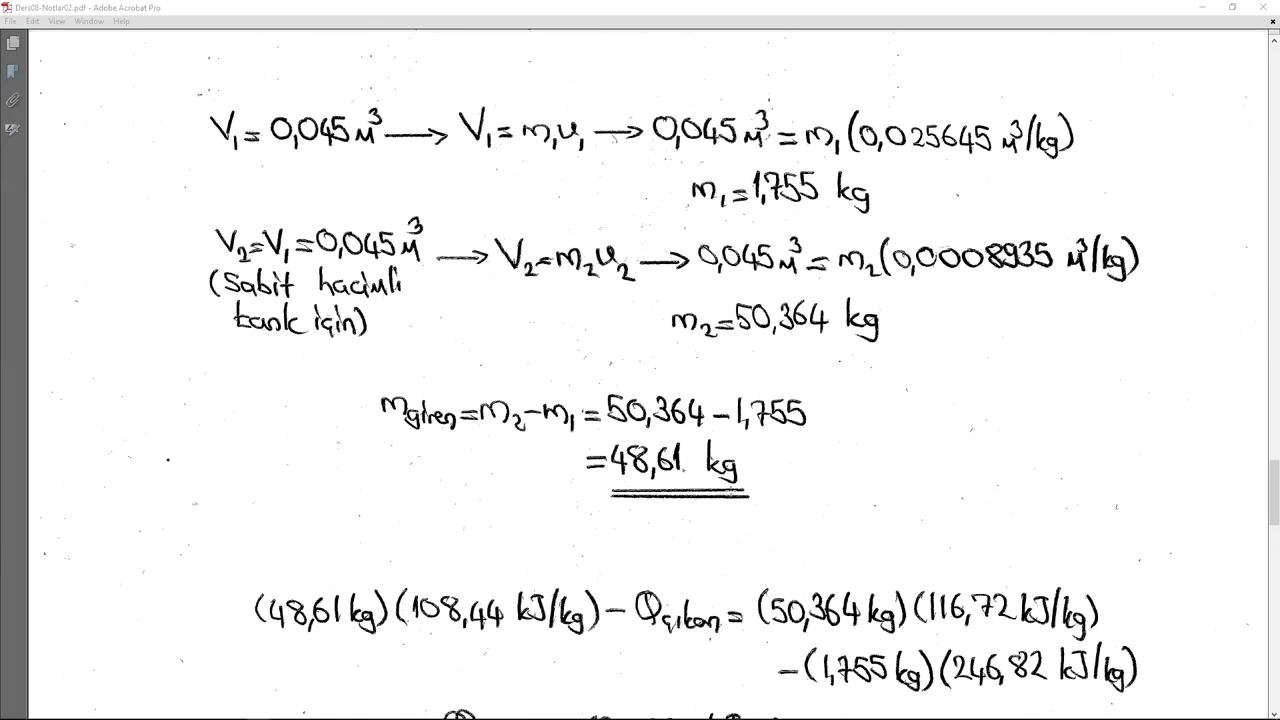 Ders08-Notlar02.pdf - Adobe Acrobat Pro
File Edit View Window Help
V₁ = 0,045 m³ → V₁ = m₁v₁ → 0,045 m³ = m₁(0,025645 m³/kg)
m₁ = 1,755 kg
V₂ = V₁ = 0,045 m³ → V₂ = m₂v₂ → 0,045 m³ = m₂(0,0008935 m³/kg)
(Sabit hacimli
tank için)
m₂ = 50,364 kg
m giren = m₂ - m₁ = 50,364 - 1,755
= 48,61 kg
(48,61 kg)(108,44 kJ/kg) - Q çıkan = (50,364 kg)(116,72 kJ/kg)
- (1,755 kg)(246,82 kJ/kg)